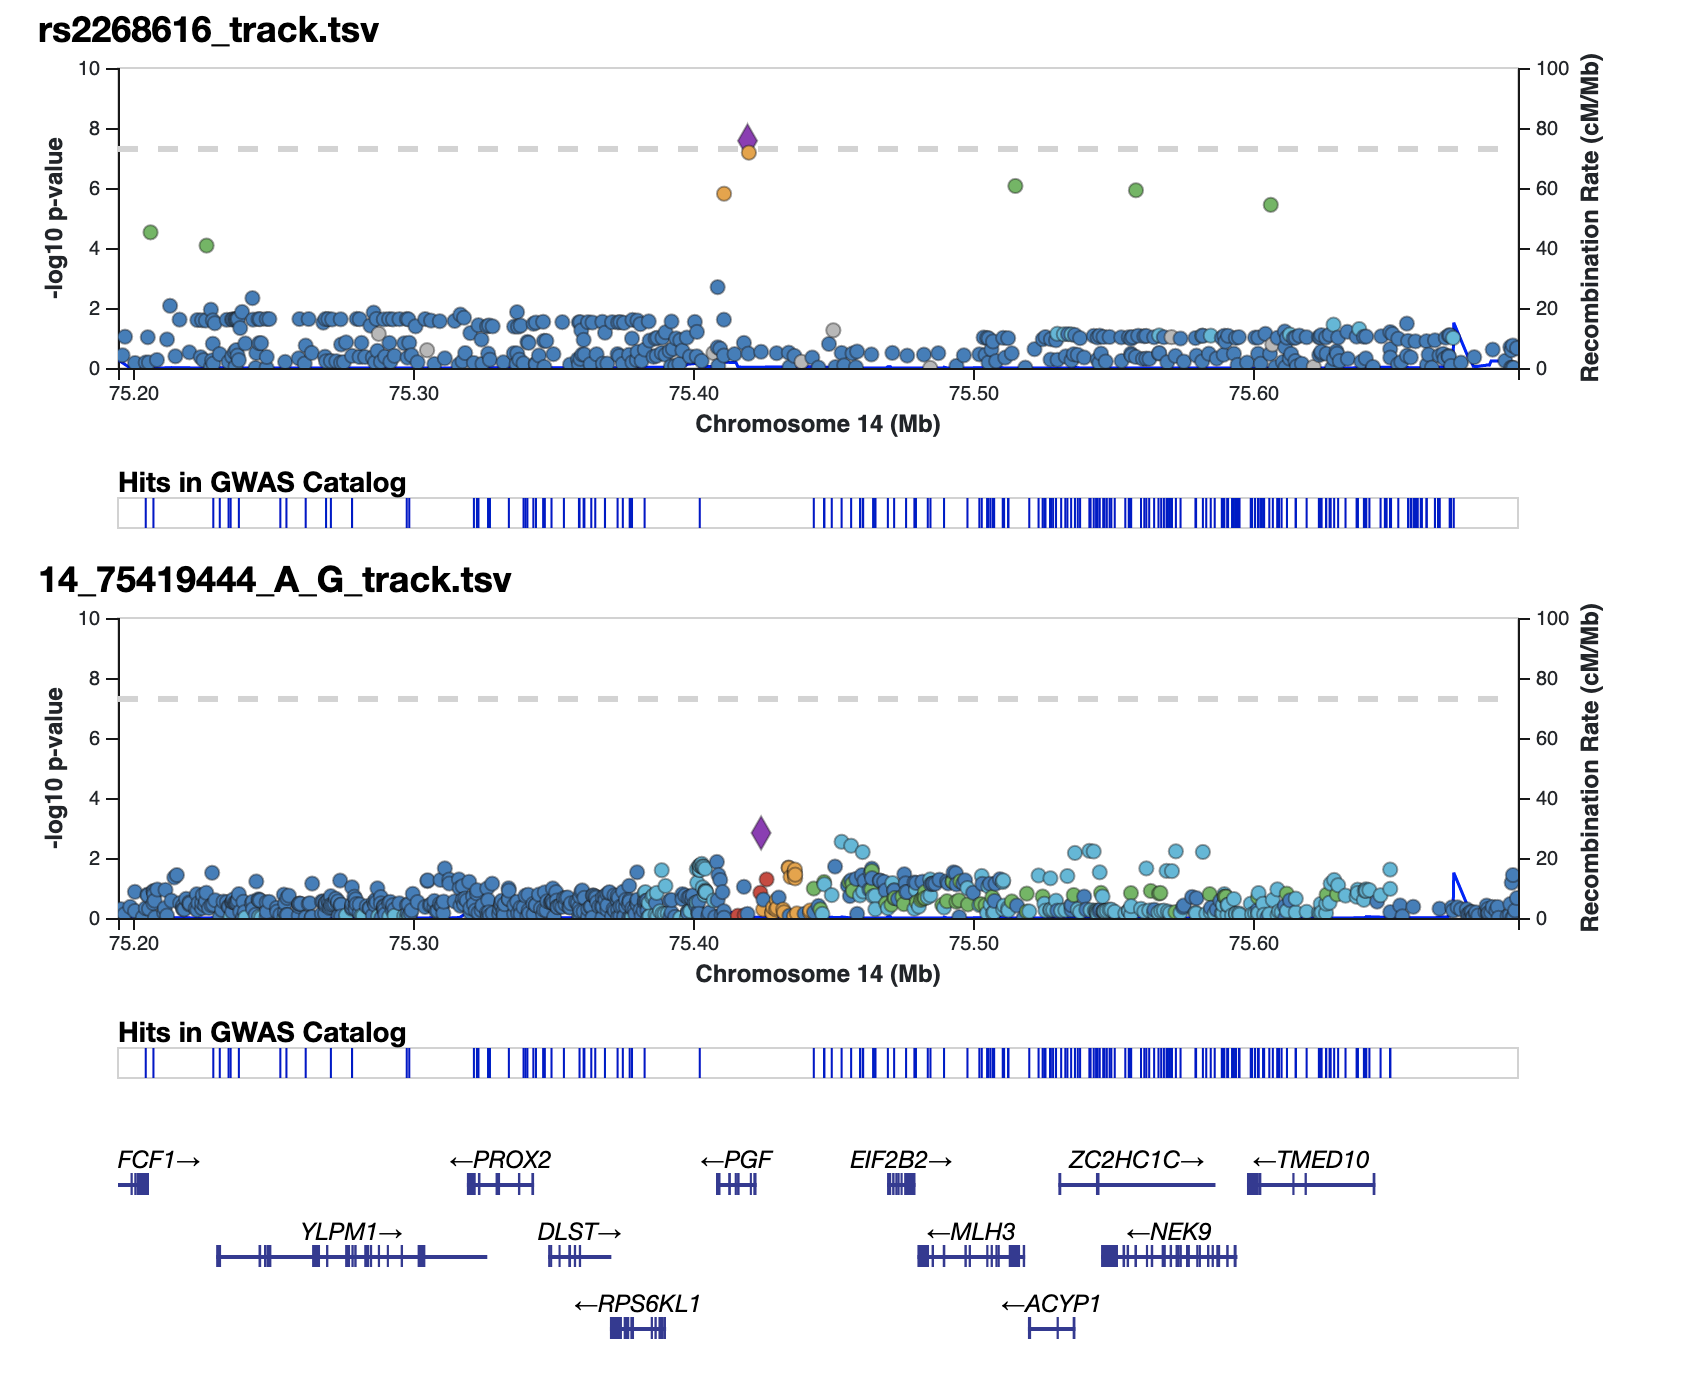 rs2268616_track.tsv
10 100
8 80
6 60
4 40
2 20
0 0
-log10 p-value
Recombination Rate (cM/Mb)
75.20 75.30 75.40 75.50 75.60
Chromosome 14 (Mb)
Hits in GWAS Catalog
14_75419444_A_G_track.tsv
10 100
8 80
6 60
4 40
2 20
0 0
-log10 p-value
Recombination Rate (cM/Mb)
75.20 75.30 75.40 75.50 75.60
Chromosome 14 (Mb)
Hits in GWAS Catalog
FCF1→ ←PROX2 ←PGF EIF2B2→ ZC2HC1C→ ←TMED10
YLPM1→ DLST→ ←MLH3 ←NEK9
←RPS6KL1 ←ACYP1